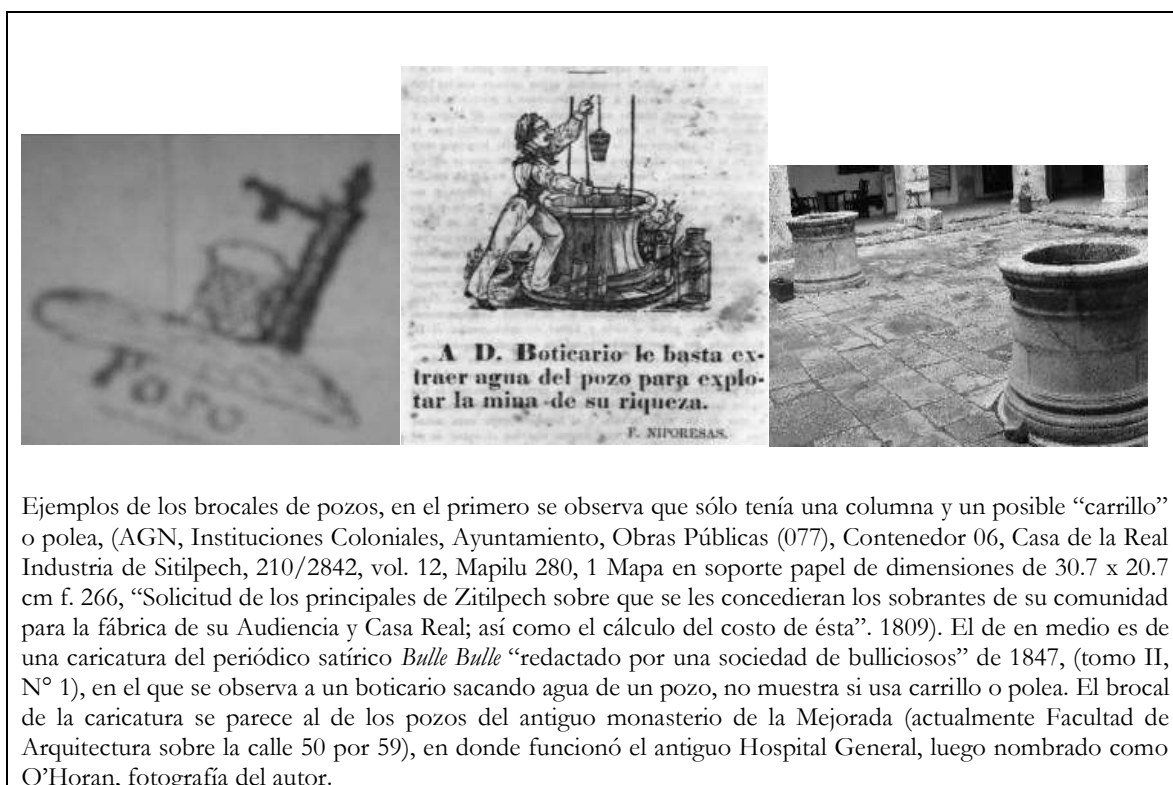 Poso
. A D. Boticario le basta ex-
traer agua del pozo para explo-
tar la mina de su riqueza.
F. NIPORESAS.
Ejemplos de los brocales de pozos, en el primero se observa que sólo tenía una columna y un posible “carrillo”
o polea, (AGN, Instituciones Coloniales, Ayuntamiento, Obras Públicas (077), Contenedor 06, Casa de la Real
Industria de Sitilpech, 210/2842, vol. 12, Mapilu 280, 1 Mapa en soporte papel de dimensiones de 30.7 x 20.7
cm f. 266, “Solicitud de los principales de Zitilpech sobre que se les concedieran los sobrantes de su comunidad
para la fábrica de su Audiencia y Casa Real; así como el cálculo del costo de ésta”. 1809). El de en medio es de
una caricatura del periódico satírico Bulle Bulle “redactado por una sociedad de bulliciosos” de 1847, (tomo II,
N° 1), en el que se observa a un boticario sacando agua de un pozo, no muestra si usa carrillo o polea. El brocal
de la caricatura se parece al de los pozos del antiguo monasterio de la Mejorada (actualmente Facultad de
Arquitectura sobre la calle 50 por 59), en donde funcionó el antiguo Hospital General, luego nombrado como
O’Horan, fotografía del autor.